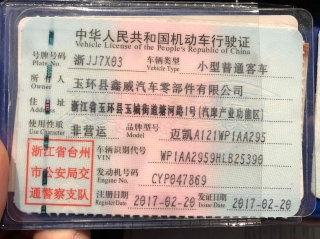 中华人民共和国机动车行驶证
Vehicle License of the People's Republic of China
号牌号码 浙JJ7X03 车辆类型 小型普通客车
Plate No. Vehicle Type
所有人 玉环县鑫威汽车零部件有限公司
Owner
住址 浙江省玉环县玉城街道塘河路1号(汽车产业功能区)
Address
使用性质 非营运 品牌型号 迈凯A121WP1AA295
Use Character Model
浙江省台州 车辆识别代号 WP1AA2959HLB25390
市公安局交 VIN
通警察支队 发动机号码 CYP047869
Engine No.
注册日期 2017-02-20 发证日期 2017-02-20
Register Date Issue Date